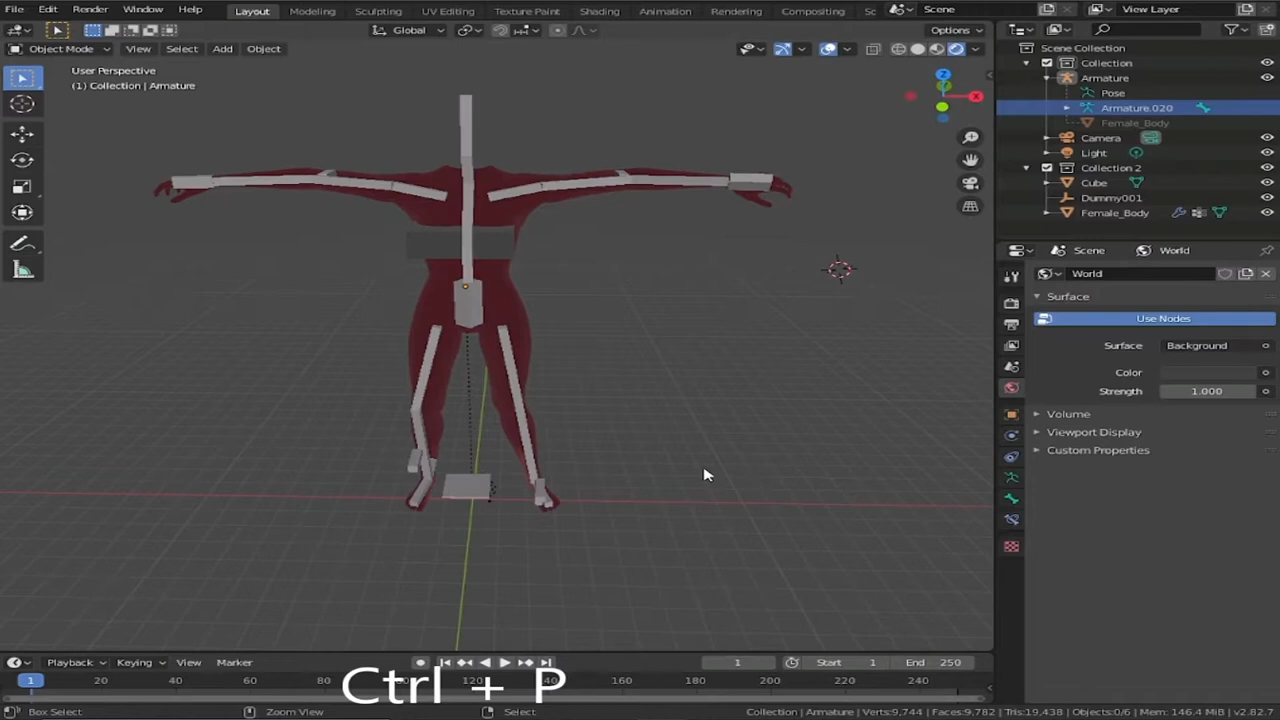 File Edit Render Window Help Layout Modeling Sculpting UV Editing Texture Paint Shading Animation Rendering Compositing Sc Scene View Layer
Global Options
Object Mode View Select Add Object
User Perspective
(1) Collection | Armature
Z
X
Scene Collection
Collection
Armature
Pose
Armature.020
Female_Body
Camera
Light
Collection 2
Cube
Dummy001
Female_Body
Scene World
World
Surface
Use Nodes
Surface Background
Color
Strength 1.000
Volume
Viewport Display
Custom Properties
Playback Keying View Marker 1 Start 1 End 250
1 20 40 60 80 100 120 140 160 180 200 220 240
Ctrl + P
Box Select Zoom View Select Collection | Armature Verts:9,744 | Faces:9,782 | Tris:19,438 | Objects:0/6 | Mem: 146.4 MiB | v2.82.7